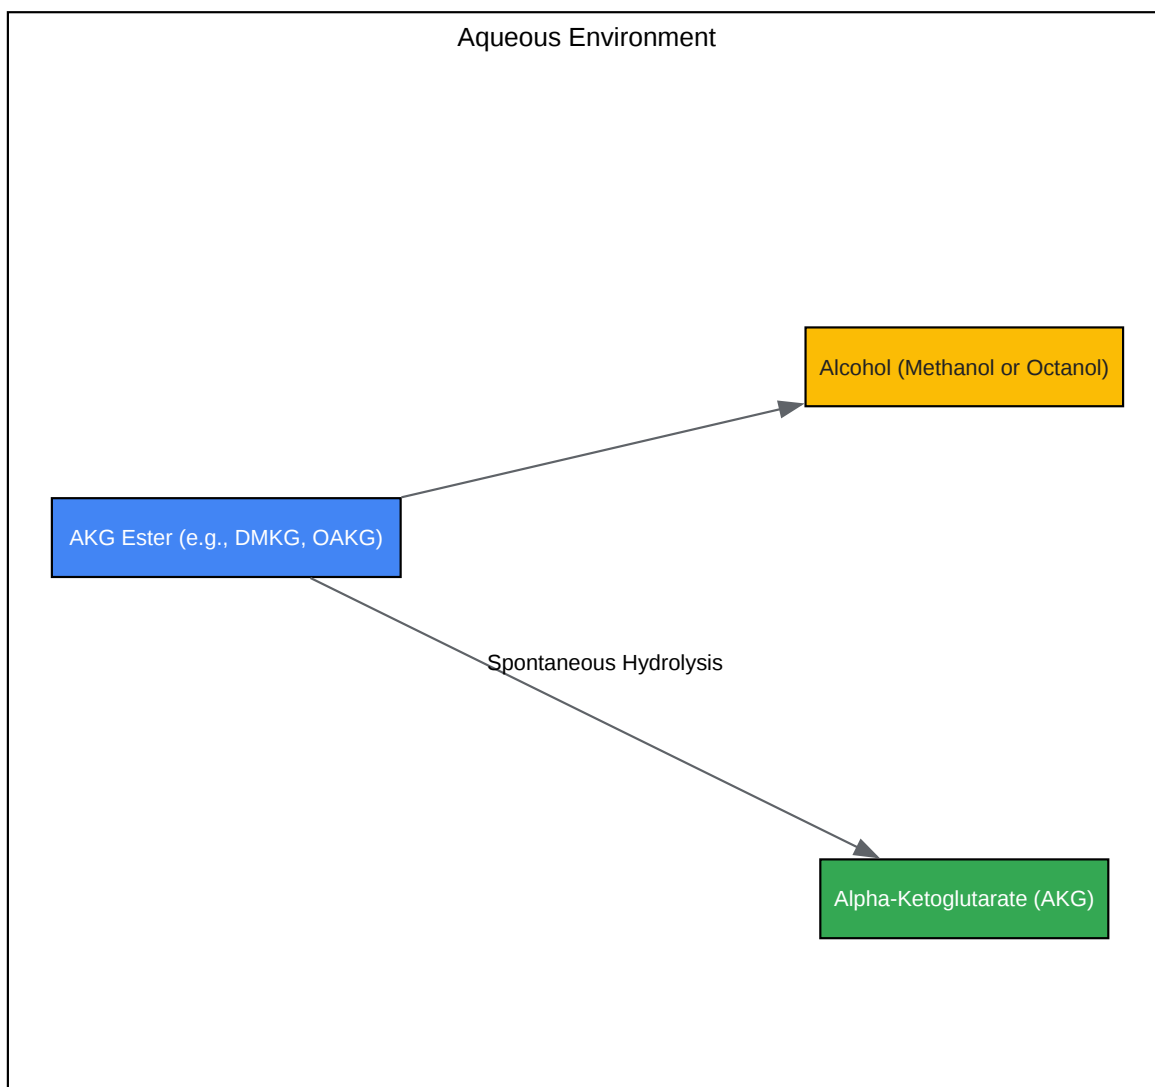 Aqueous Environment
Alcohol (Methanol or Octanol)
AKG Ester (e.g., DMKG, OAKG)
Spontaneous Hydrolysis
Alpha-Ketoglutarate (AKG)